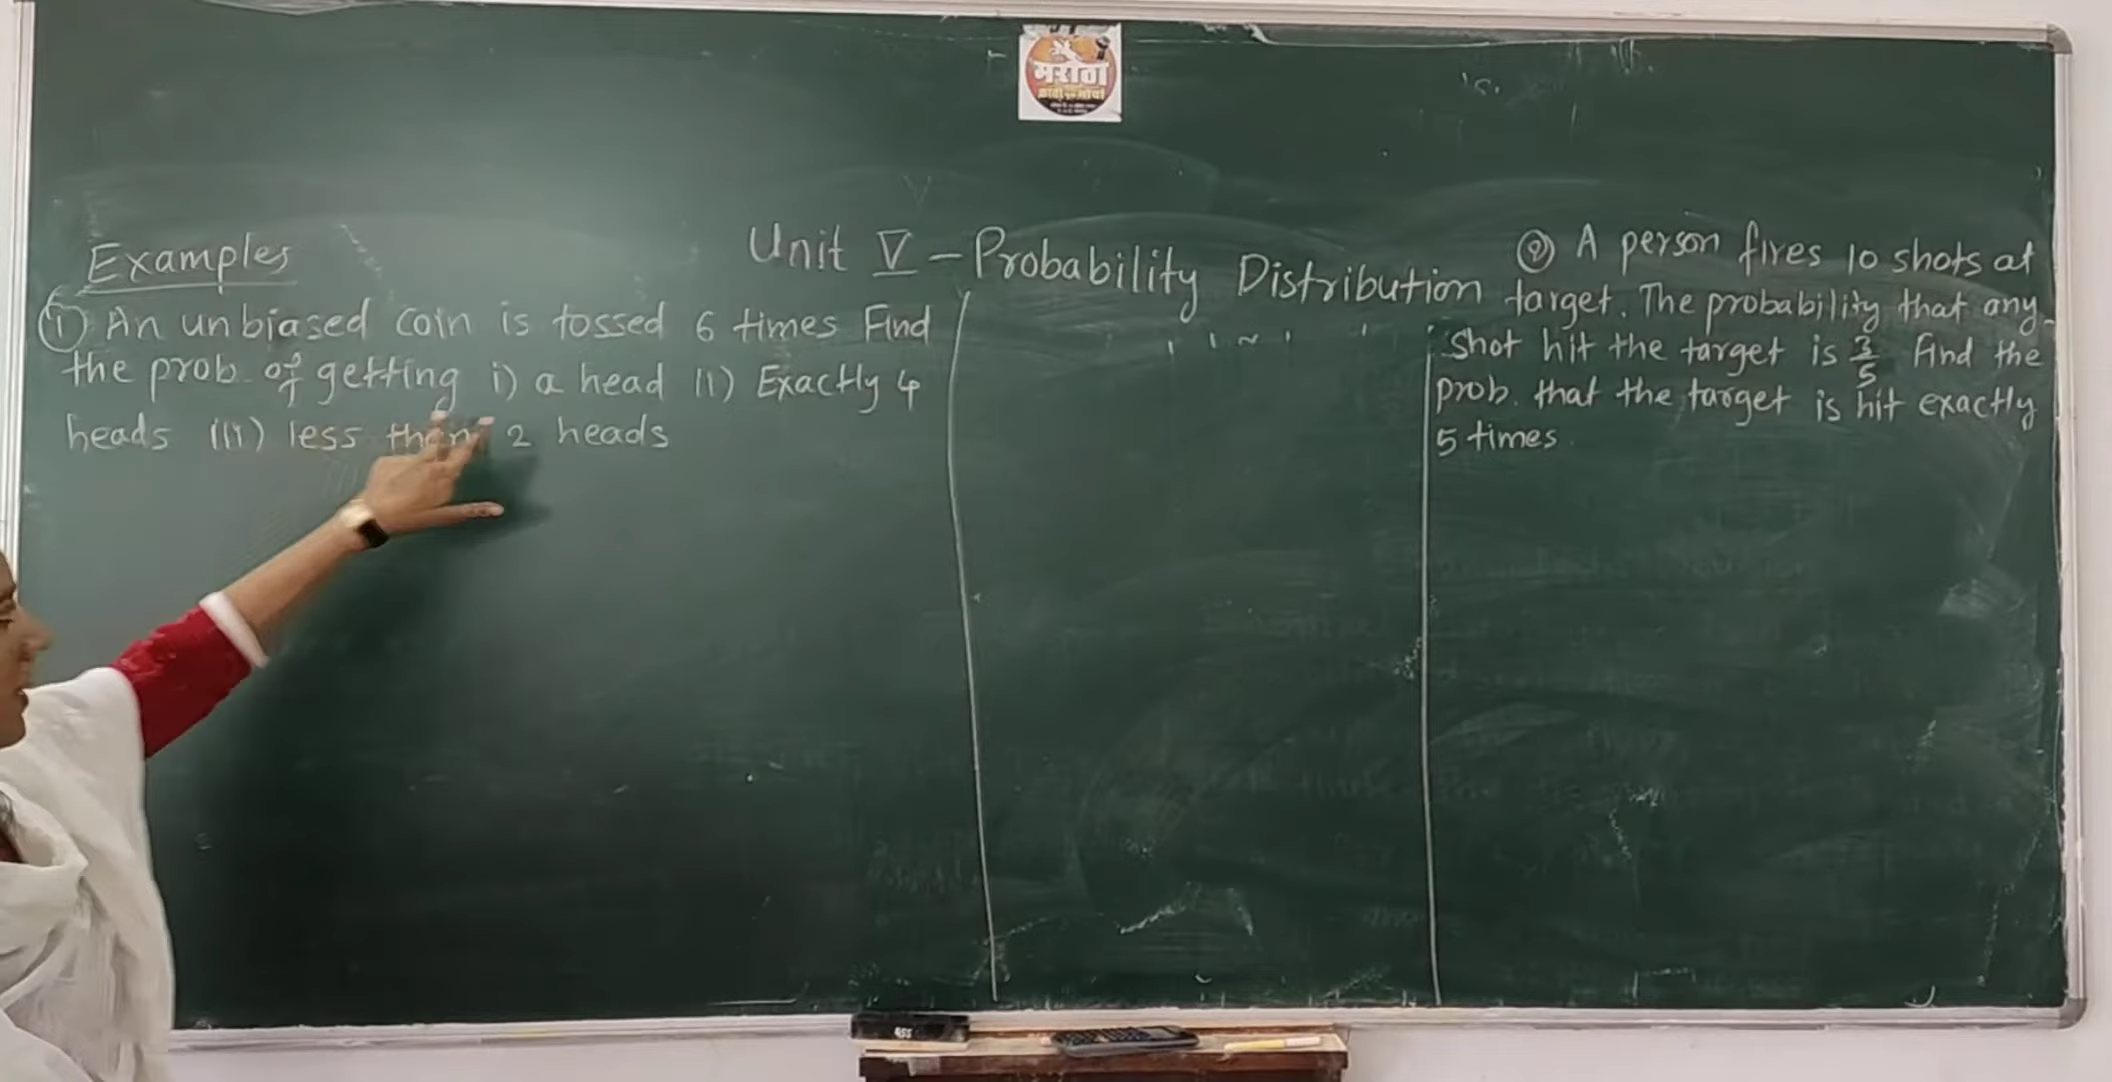 मराठा
Unit V - Probability Distribution
Examples
① An unbiased coin is tossed 6 times Find
the prob. of getting i) a head ii) Exactly 4
heads iii) less than 2 heads
② A person fires 10 shots at
target. The probability that any
shot hit the target is 3/5 find the
prob. that the target is hit exactly
5 times.